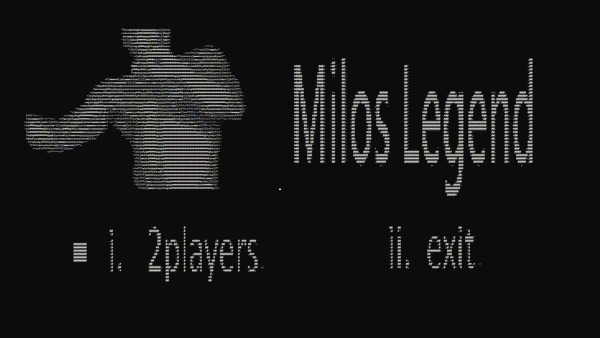 Milos Legend
i. 2players
ii. exit